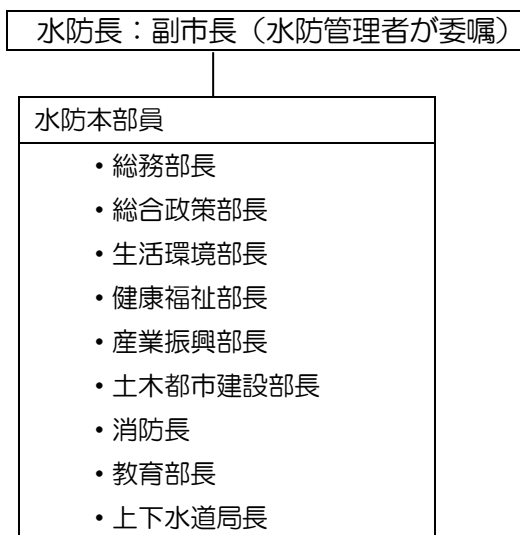 水防長：副市長（水防管理者が委嘱）
水防本部員
・総務部長
・総合政策部長
・生活環境部長
・健康福祉部長
・産業振興部長
・土木都市建設部長
・消防長
・教育部長
・上下水道局長